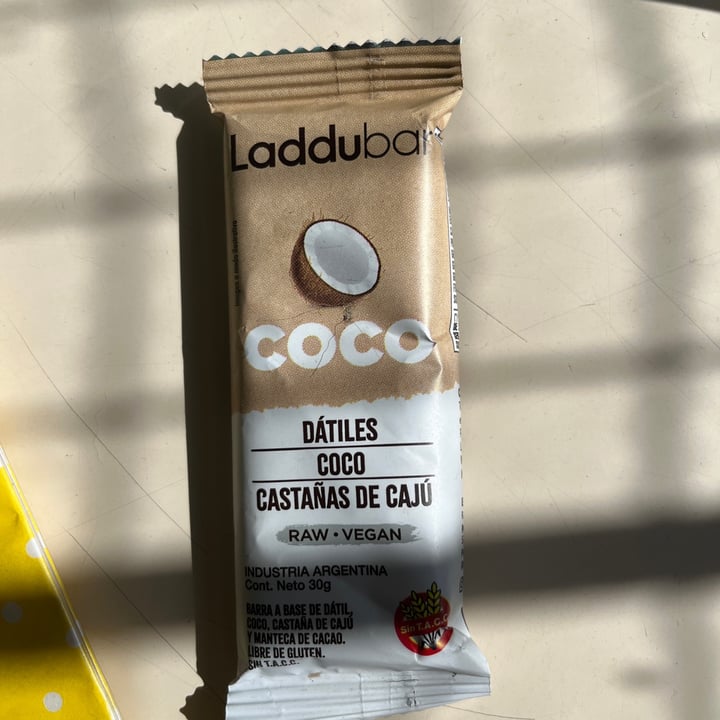 Laddubar
COCO
DÁTILES
COCO
CASTAÑAS DE CAJÚ
RAW • VEGAN
INDUSTRIA ARGENTINA
Cont. Neto 30g
BARRA A BASE DE DÁTIL,
COCO, CASTAÑA DE CAJÚ
Y MANTECA DE CACAO.
LIBRE DE GLUTEN.
SIN T.A.C.C.
Sin T.A.C.C.